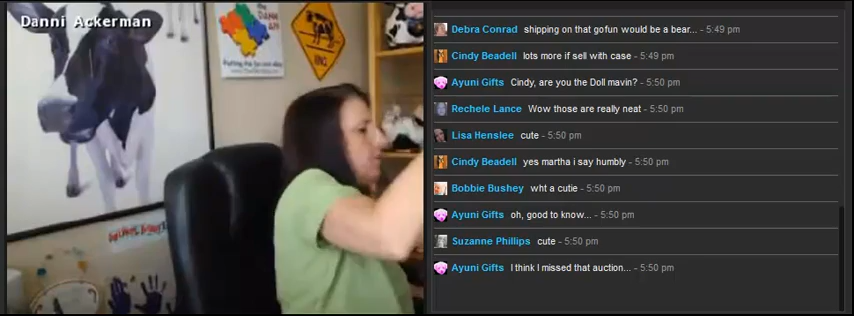 Danni Ackerman
Debra Conrad shipping on that gofun would be a bear... - 5:49 pm
Cindy Beadell lots more if sell with case - 5:49 pm
Ayuni Gifts Cindy, are you the Doll mavin? - 5:50 pm
Rechele Lance Wow those are really neat - 5:50 pm
Lisa Henslee cute - 5:50 pm
Cindy Beadell yes martha i say humbly - 5:50 pm
Bobbie Bushey wht a cutie - 5:50 pm
Ayuni Gifts oh, good to know... - 5:50 pm
Suzanne Phillips cute - 5:50 pm
Ayuni Gifts I think I missed that auction... - 5:50 pm